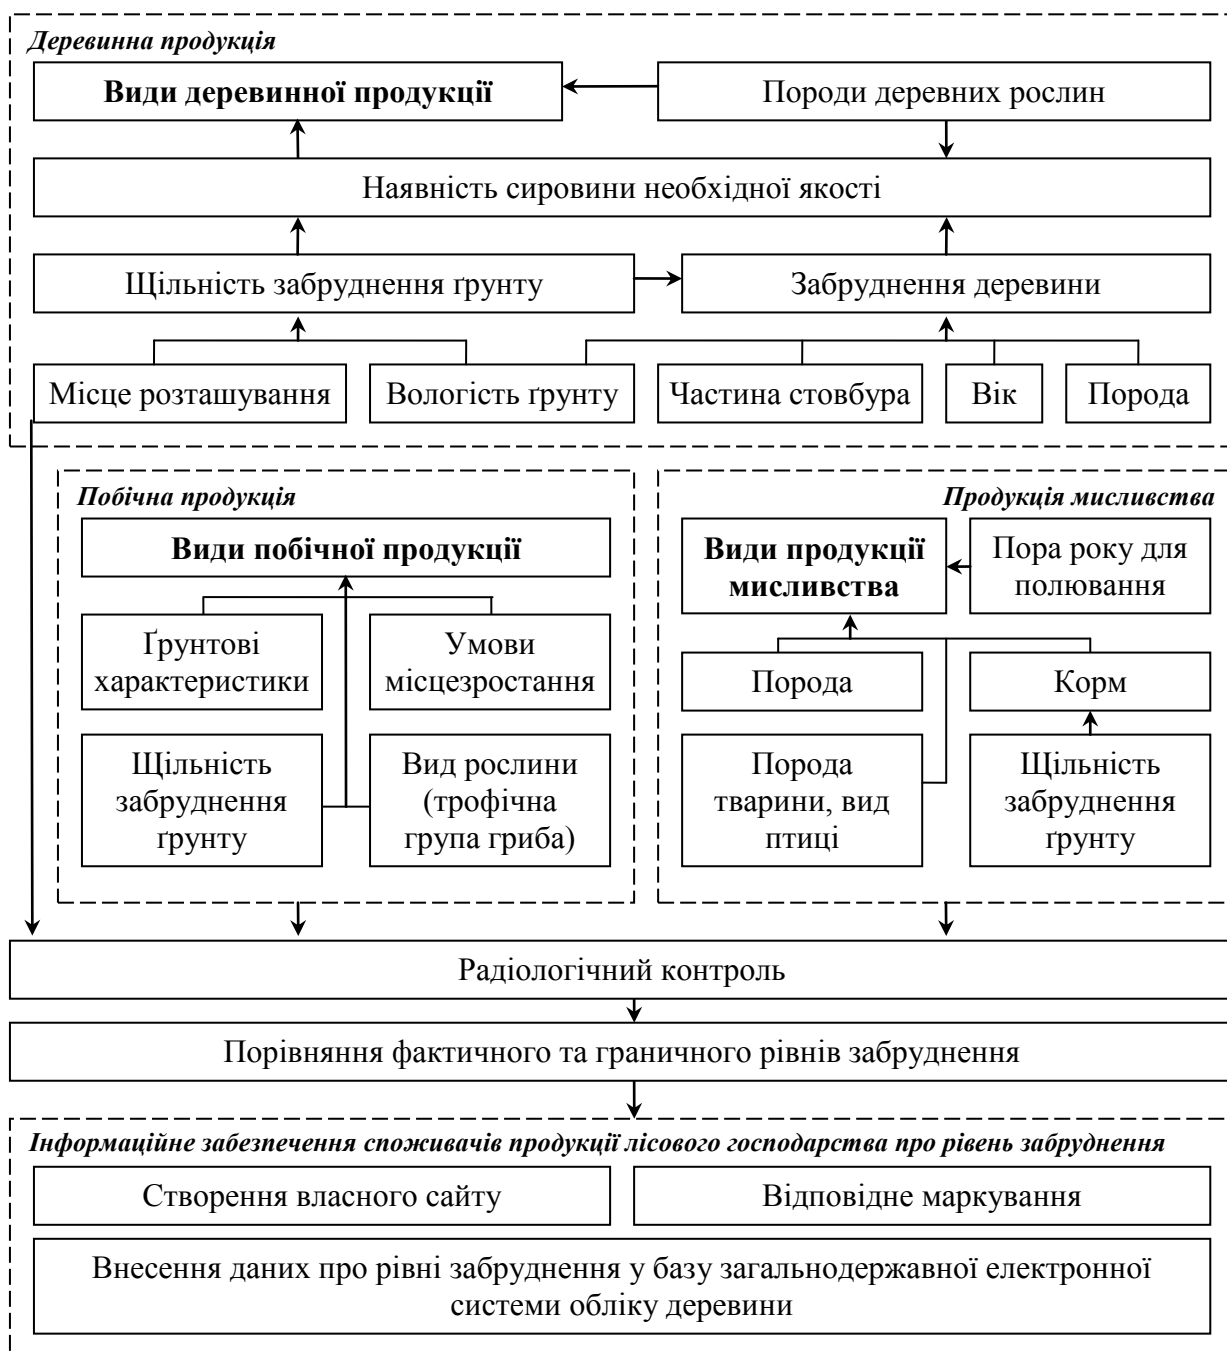 Деревинна продукція
Види деревинної продукції
Породи деревних рослин
Наявність сировини необхідної якості
Щільність забруднення ґрунту
Забруднення деревини
Місце розташування
Вологість ґрунту
Частина стовбура
Вік
Порода
Побічна продукція
Види побічної продукції
Ґрунтові
характеристики
Умови
місцезростання
Щільність
забруднення
ґрунту
Вид рослини
(трофічна
група гриба)
Продукція мисливства
Види продукції
мисливства
Пора року для
полювання
Порода
Корм
Порода
тварини, вид
птиці
Щільність
забруднення
ґрунту
Радіологічний контроль
Порівняння фактичного та граничного рівнів забруднення
Інформаційне забезпечення споживачів продукції лісового господарства про рівень забруднення
Створення власного сайту
Відповідне маркування
Внесення даних про рівні забруднення у базу загальнодержавної електронної
системи обліку деревини